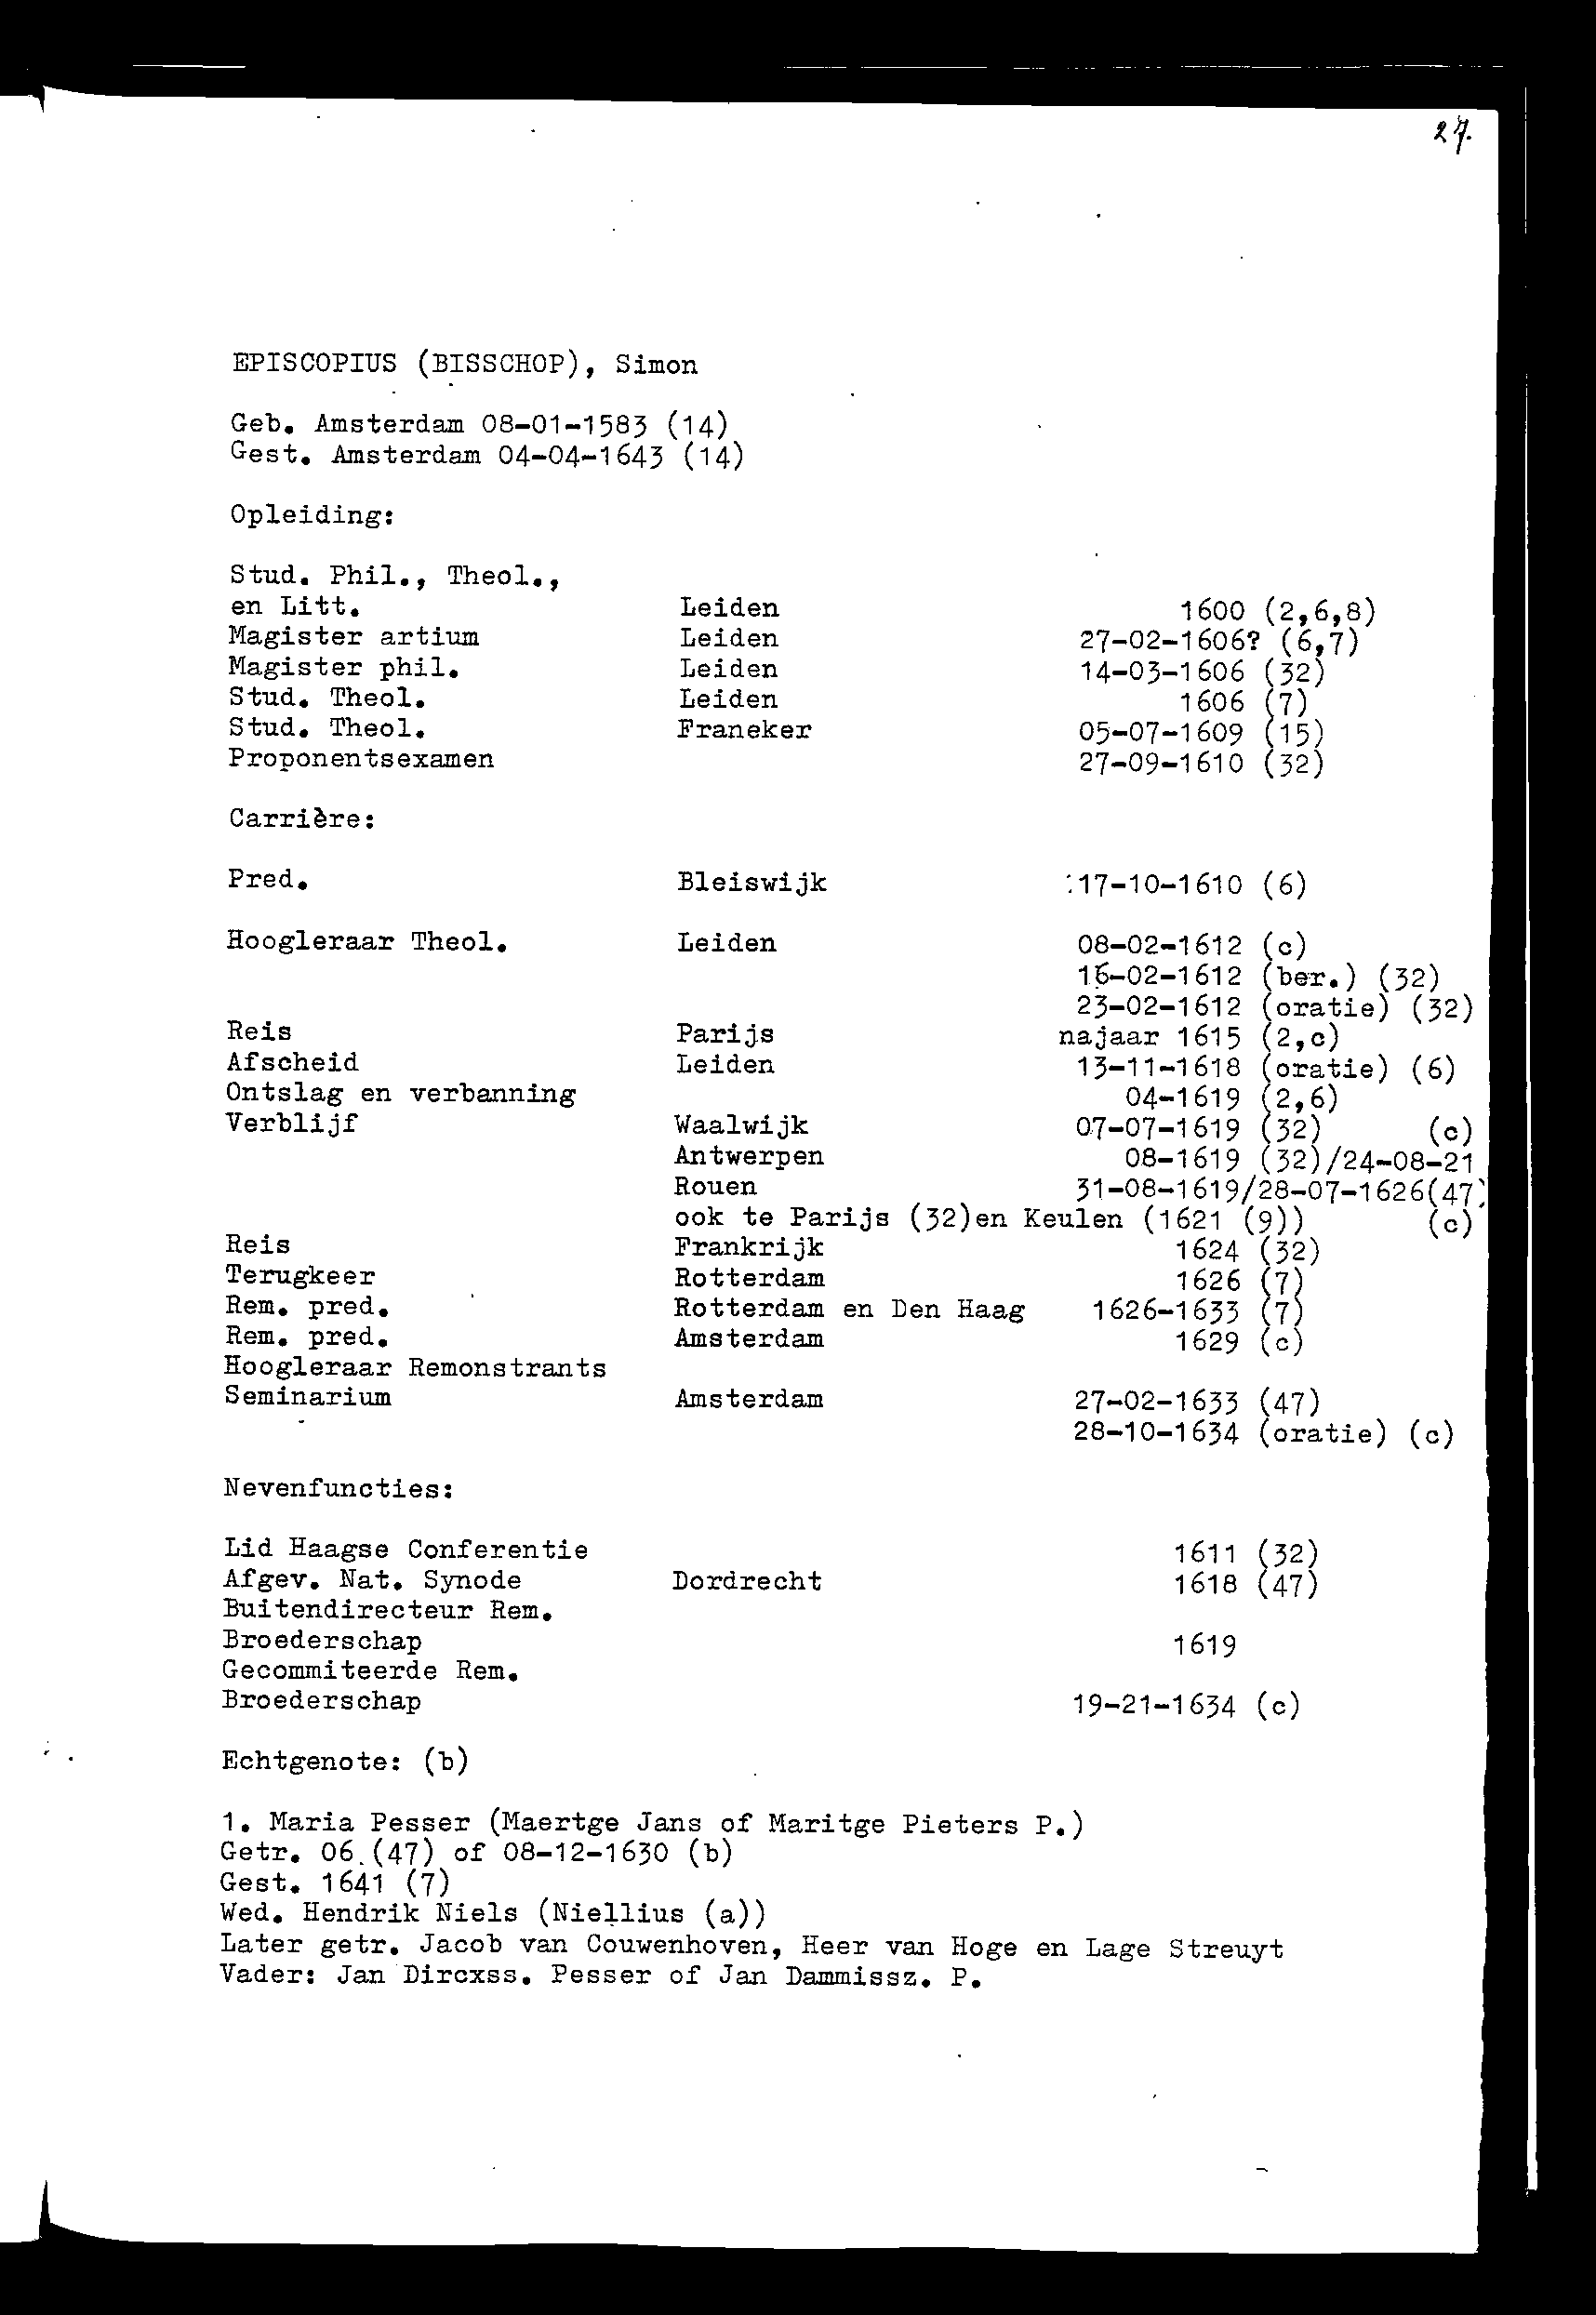 27.
EPISCOPIUS (BISSCHOP), Simon
Geb. Amsterdam 08-01-1583 (14)
Gest. Amsterdam 04-04-1643 (14)
Opleiding:
Stud. Phil., Theol.,
en Litt. Leiden 1600 (2,6,8)
Magister artium Leiden 27-02-1606? (6,7)
Magister phil. Leiden 14-03-1606 (32)
Stud. Theol. Leiden 1606 (7)
Stud. Theol. Franeker 05-07-1609 (15)
Proponentsexamen 27-09-1610 (32)
Carrière:
Pred. Bleiswijk 17-10-1610 (6)
Hoogleraar Theol. Leiden 08-02-1612 (c)
16-02-1612 (ber.) (32)
23-02-1612 (oratie) (32)
Reis Parijs najaar 1615 (2,c)
Afscheid Leiden 13-11-1618 (oratie) (6)
Ontslag en verbanning 04-1619 (2,6)
Verblijf Waalwijk 07-07-1619 (32) (c)
Antwerpen 08-1619 (32)/24-08-21
Rouen 31-08-1619/28-07-1626(47)
ook te Parijs (32)en Keulen (1621 (9)) (c)
Reis Frankrijk 1624 (32)
Terugkeer Rotterdam 1626 (7)
Rem. pred. Rotterdam en Den Haag 1626-1633 (7)
Rem. pred. Amsterdam 1629 (c)
Hoogleraar Remonstrants
Seminarium Amsterdam 27-02-1633 (47)
28-10-1634 (oratie) (c)
Nevenfuncties:
Lid Haagse Conferentie 1611 (32)
Afgev. Nat. Synode Dordrecht 1618 (47)
Buitendirecteur Rem.
Broederschap 1619
Gecommiteerde Rem.
Broederschap 19-21-1634 (c)
Echtgenote: (b)
1. Maria Pesser (Maertge Jans of Maritge Pieters P.)
Getr. 06.(47) of 08-12-1630 (b)
Gest. 1641 (7)
Wed. Hendrik Niels (Niellius (a))
Later getr. Jacob van Couwenhoven, Heer van Hoge en Lage Streuyt
Vader: Jan Dircxss. Pesser of Jan Dammissz. P.